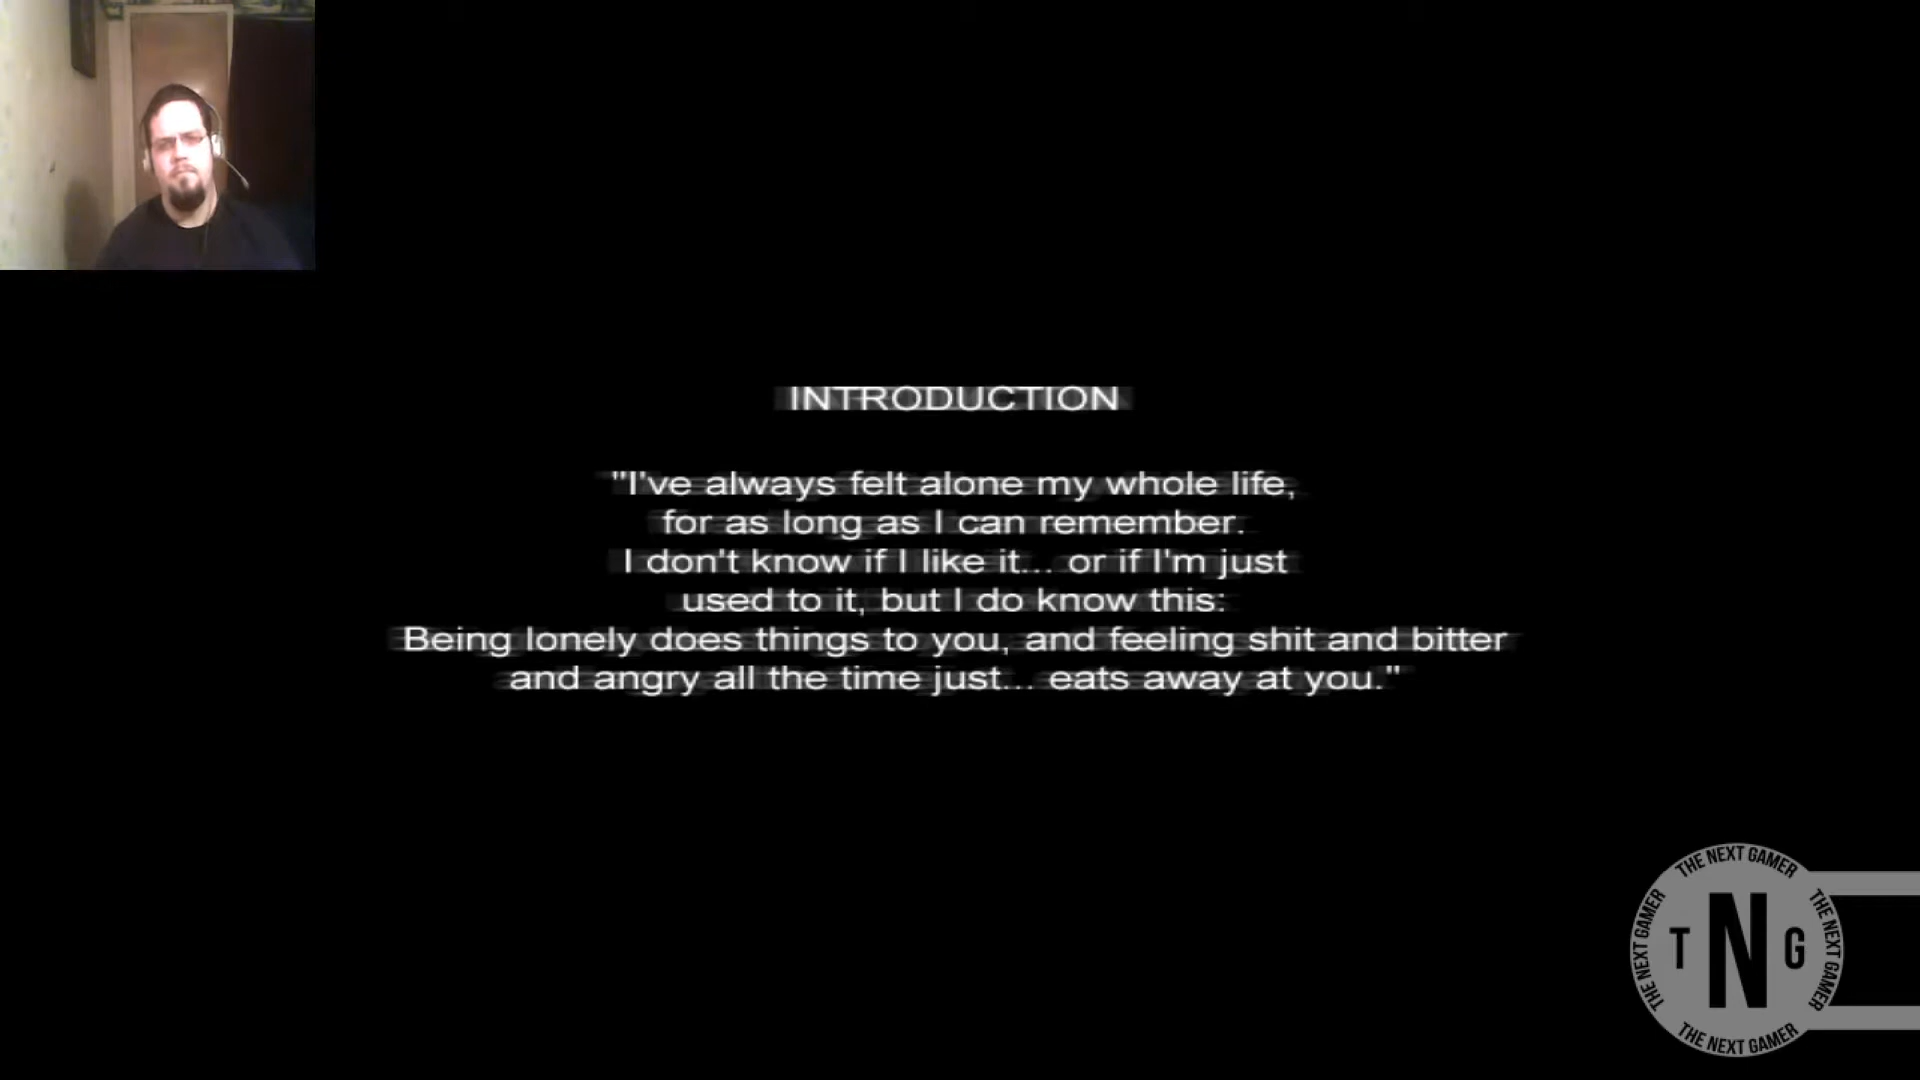 INTRODUCTION
"I've always felt alone my whole life,
for as long as I can remember.
I don't know if I like it... or if I'm just
used to it, but I do know this:
Being lonely does things to you, and feeling shit and bitter
and angry all the time just... eats away at you."
THE NEXT GAMER
THE NEXT GAMER
THE NEXT GAMER
T N G
THE NEXT GAMER